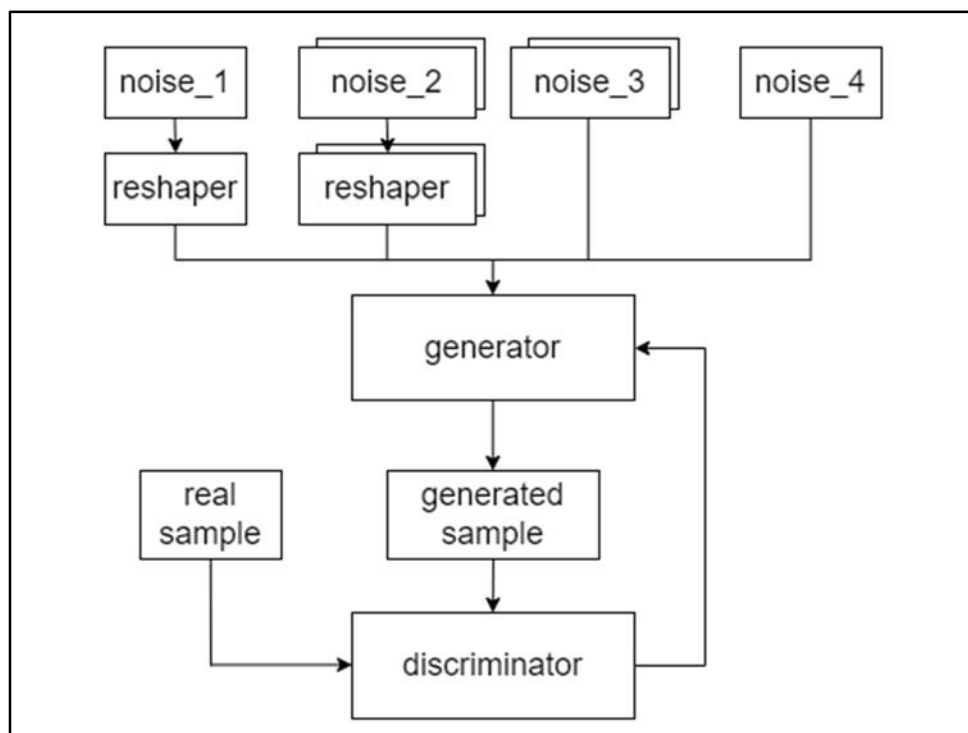 noise_1
noise_2
noise_3
noise_4
reshaper
reshaper
generator
real
sample
generated
sample
discriminator